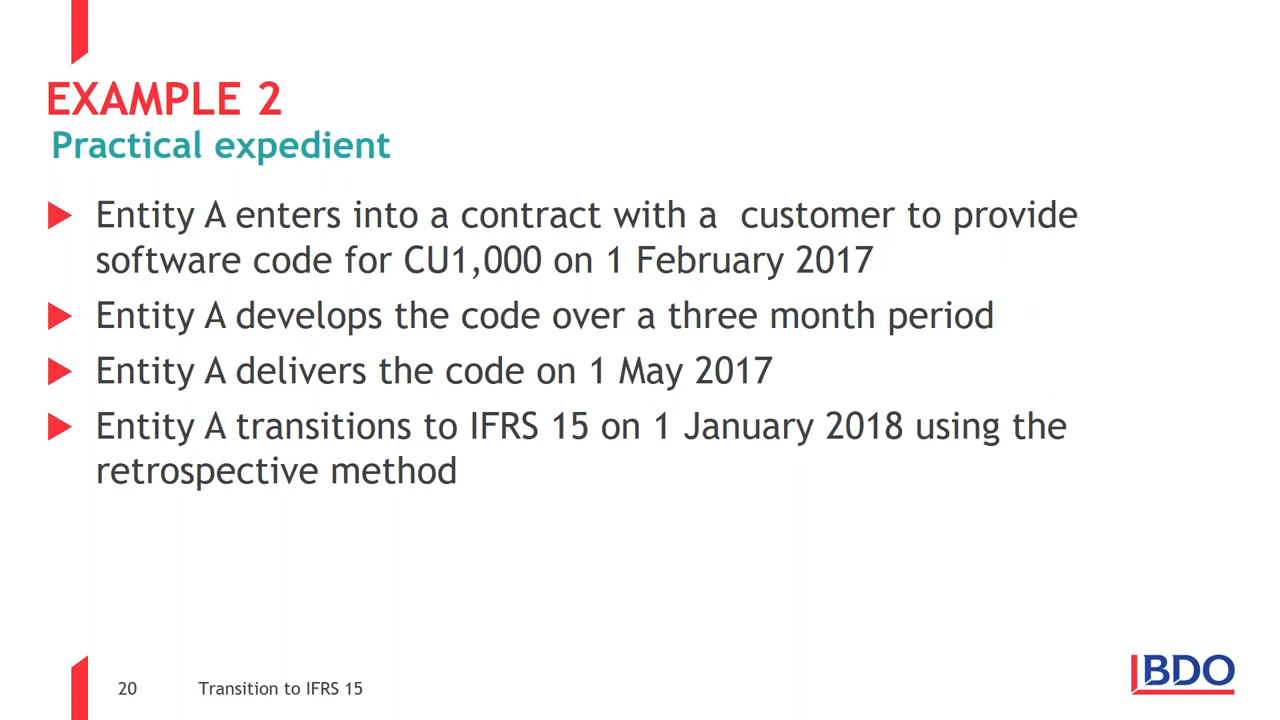 EXAMPLE 2
Practical expedient
Entity A enters into a contract with a customer to provide
software code for CU1,000 on 1 February 2017
Entity A develops the code over a three month period
Entity A delivers the code on 1 May 2017
Entity A transitions to IFRS 15 on 1 January 2018 using the
retrospective method
20 Transition to IFRS 15
BDO